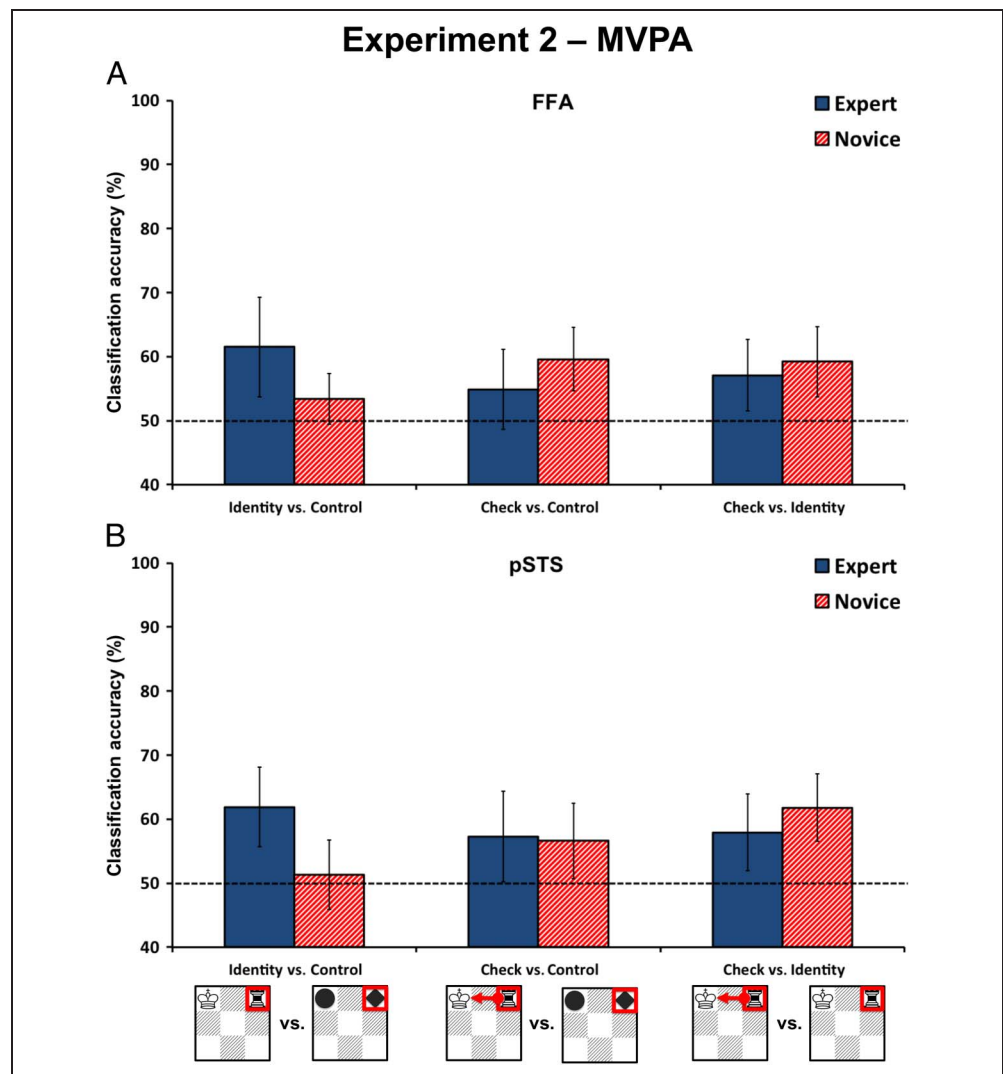 Experiment 2 – MVPA
A
FFA
Expert
Novice
Classification accuracy (%)
100
90
80
70
60
50
40
Identity vs. Control
Check vs. Control
Check vs. Identity
B
pSTS
Expert
Novice
Classification accuracy (%)
100
90
80
70
60
50
40
Identity vs. Control
Check vs. Control
Check vs. Identity
vs.
vs.
vs.